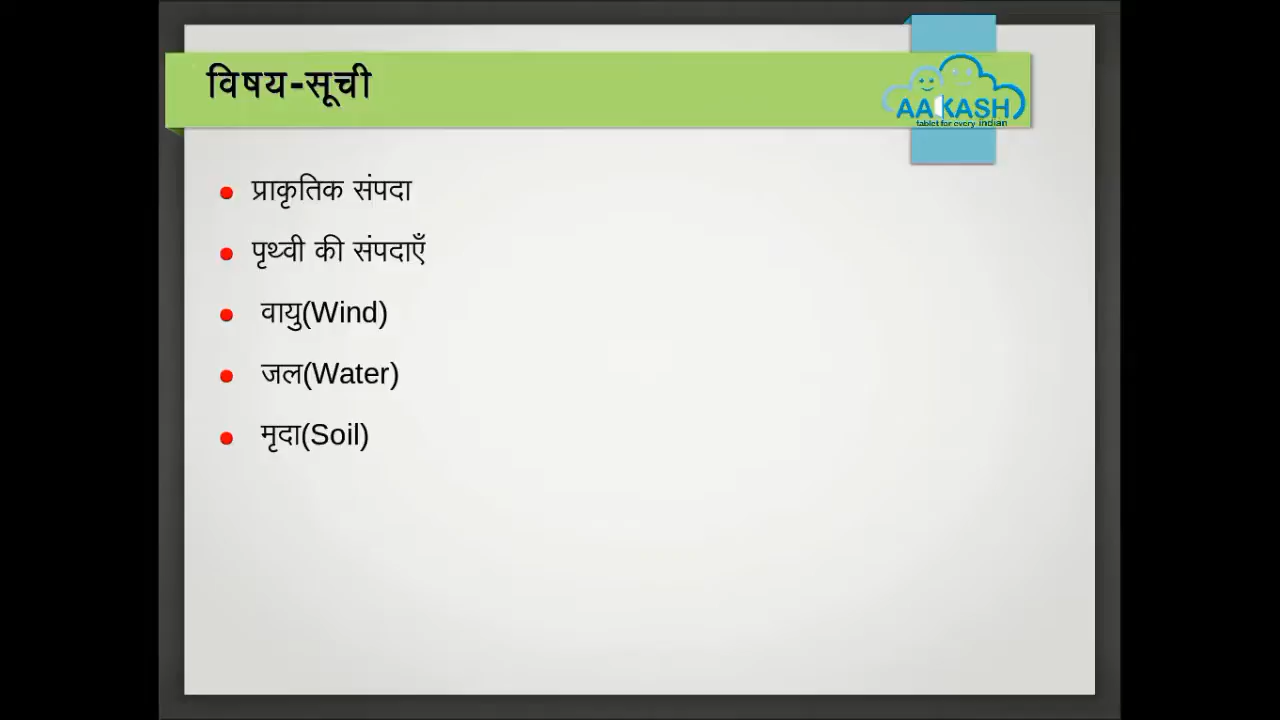 विषय-सूची
AAKASH
tablet for every indian
प्राकृतिक संपदा
पृथ्वी की संपदाएँ
वायु(Wind)
जल(Water)
मृदा(Soil)